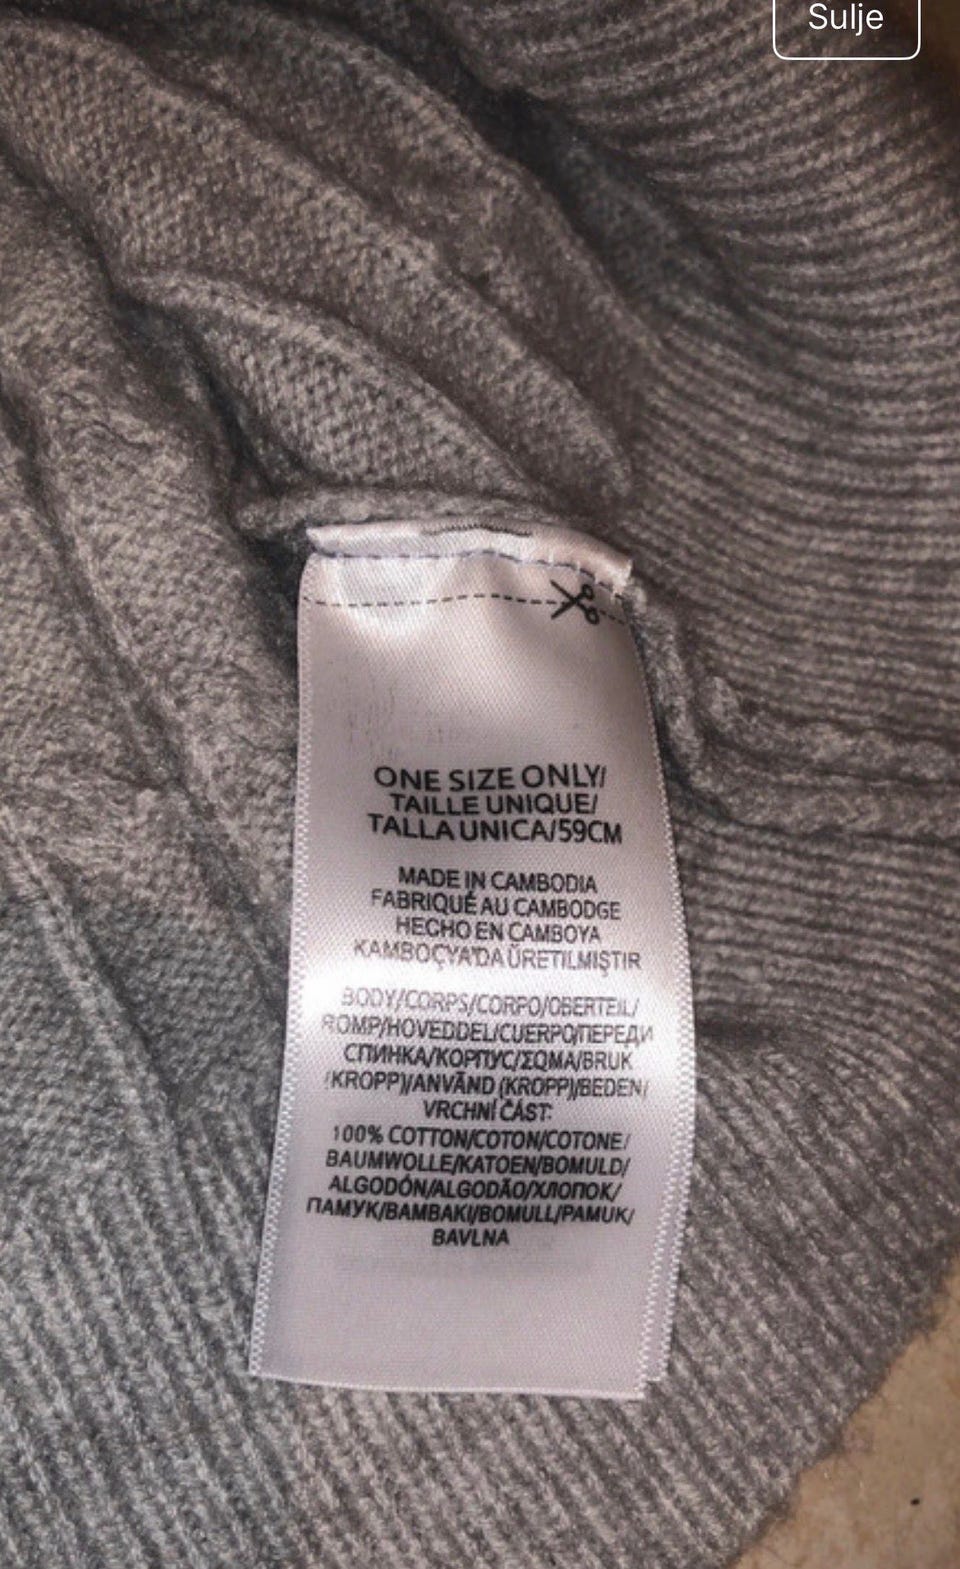 Sulje
ONE SIZE ONLY/
TAILLE UNIQUE/
TALLA UNICA/59CM
MADE IN CAMBODIA
FABRIQUÉ AU CAMBODGE
HECHO EN CAMBOYA
KAMBOÇYA'DA ÜRETILMIŞTIR
BODY/CORPS/CORPO/OBERTEIL/
ROMP/HOVEDDEL/CUERPO/ПЕРЕДИ
СПИНКА/КОРПУС/ΣΩΜΑ/BRUK
(KROPP)/ANVÄND (KROPP)/BEDEN/
VRCHNÍ ČÁST:
100% COTTON/COTON/COTONE/
BAUMWOLLE/KATOEN/BOMULD/
ALGODÓN/ALGODÃO/ХЛОПОК/
ПАМУК/BAMBAKI/BOMULL/PAMUK/
BAVLNA